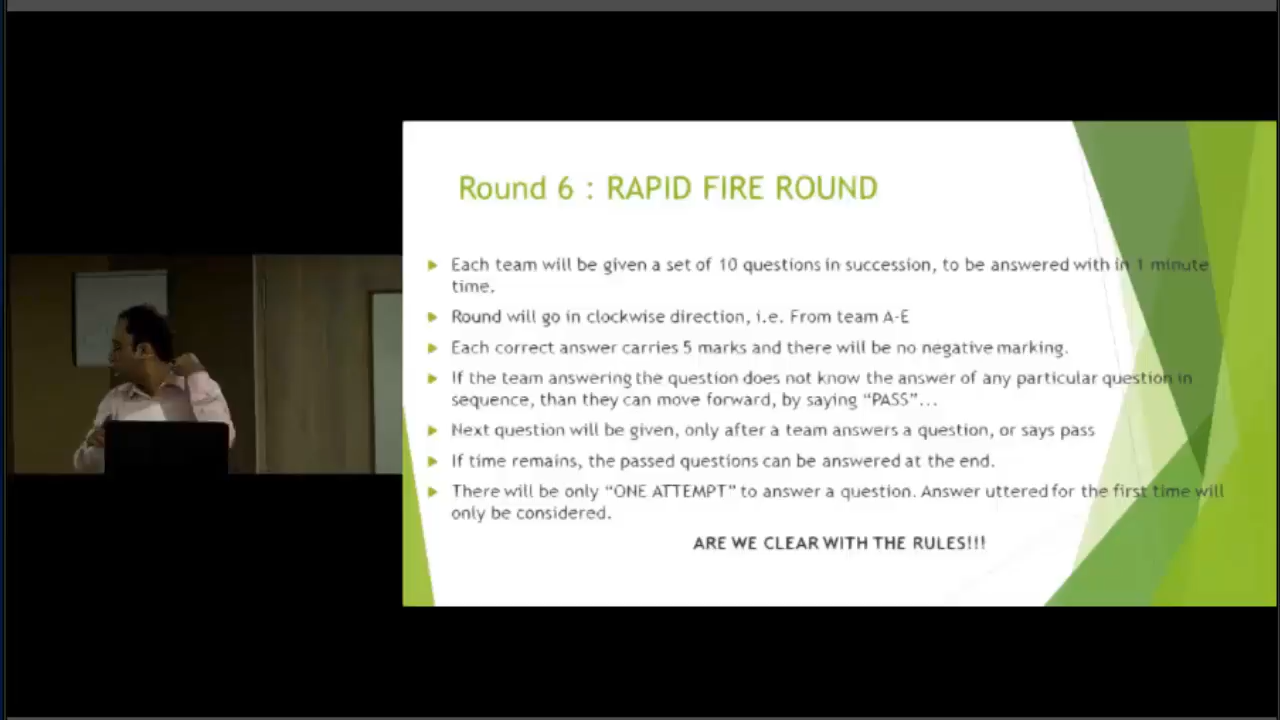 Round 6 : RAPID FIRE ROUND
Each team will be given a set of 10 questions in succession, to be answered with in 1 minute
time.
Round will go in clockwise direction, i.e. From team A-E
Each correct answer carries 5 marks and there will be no negative marking.
If the team answering the question does not know the answer of any particular question in
sequence, than they can move forward, by saying “PASS”...
Next question will be given, only after a team answers a question, or says pass
If time remains, the passed questions can be answered at the end.
There will be only “ONE ATTEMPT” to answer a question. Answer uttered for the first time will
only be considered.
ARE WE CLEAR WITH THE RULES!!!